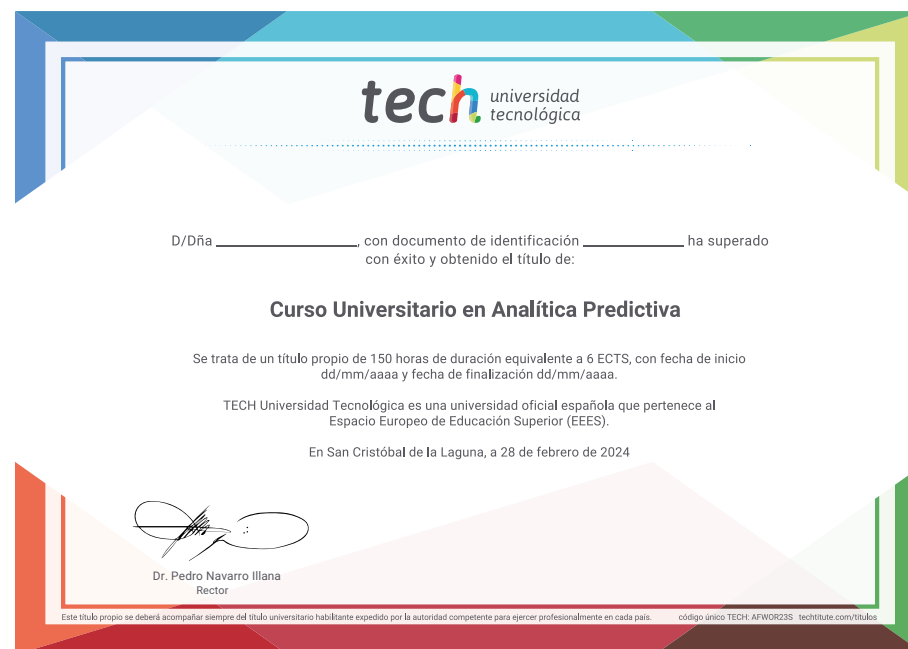 tech universidad
tecnológica
D/Dña ________________, con documento de identificación ____________ ha superado
con éxito y obtenido el título de:
Curso Universitario en Analítica Predictiva
Se trata de un título propio de 150 horas de duración equivalente a 6 ECTS, con fecha de inicio
dd/mm/aaaa y fecha de finalización dd/mm/aaaa.
TECH Universidad Tecnológica es una universidad oficial española que pertenece al
Espacio Europeo de Educación Superior (EEES).
En San Cristóbal de la Laguna, a 28 de febrero de 2024
Dr. Pedro Navarro Illana
Rector
Este título propio se deberá acompañar siempre del título universitario habilitante expedido por la autoridad competente para ejercer profesionalmente en cada país. código único TECH: AFWOR23S techtitute.com/titulos